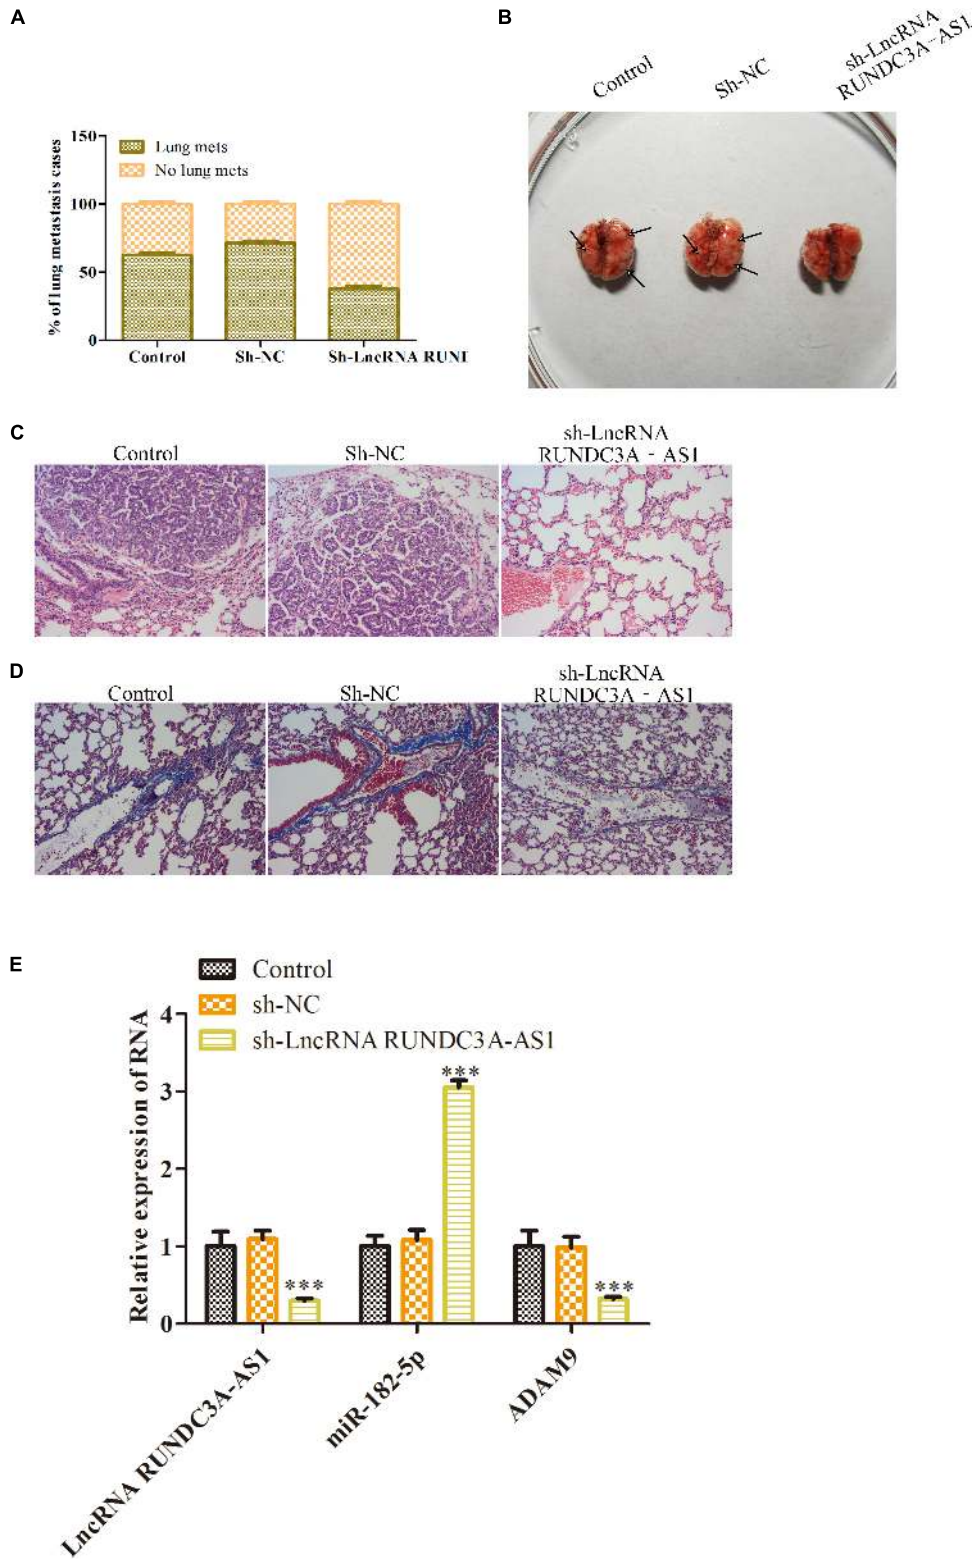 A
150
100
50
0
% of lung metastasis cases
Lung mets
No lung mets
Control
Sh-NC
Sh-LncRNA RUNI
B
Control
Sh-NC
sh-LncRNA
RUNDC3A-AS1
C
Control
Sh-NC
sh-LncRNA
RUNDC3A - AS1
D
Control
Sh-NC
sh-LncRNA
RUNDC3A - AS1
E
Control
sh-NC
sh-LncRNA RUNDC3A-AS1
Relative expression of RNA
4
3
2
1
0
***
***
***
LncRNA RUNDC3A-AS1
miR-182-5p
ADAM9